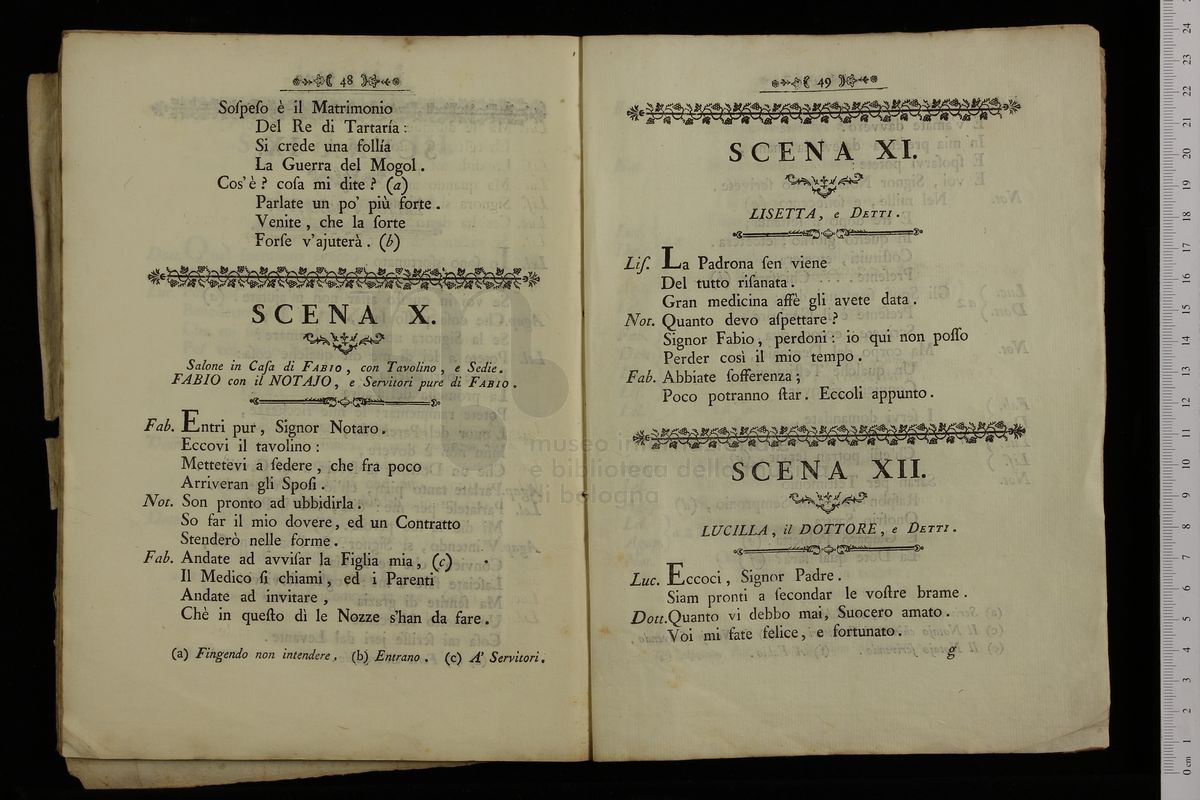 48
Soſpeſo è il Matrimonio
Del Re di Tartaría :
Si crede una follía
La Guerra del Mogol .
Cos' è ? coſa mi dite ? (a)
Parlate un po' più forte .
Venite , che la ſorte
Forſe v'ajuterà . (b)
SCENA X.
Salone in Caſa di FABIO , con Tavolino , e Sedie .
FABIO con il NOTAJO , e Servitori pure di FABIO .
Fab. Entri pur , Signor Notaro .
Eccovi il tavolino :
Mettetevi a ſedere , che fra poco
Arriveran gli Spoſi .
Not. Son pronto ad ubbidirla .
So far il mio dovere , ed un Contratto
Stenderò nelle forme .
Fab. Andate ad avviſar la Figlia mia , (c)
Il Medico ſi chiami , ed i Parenti
Andate ad invitare ,
Chè in queſto dì le Nozze s'han da fare .
(a) Fingendo non intendere . (b) Entrano . (c) A' Servitori .
49
SCENA XI.
LISETTA , e DETTI .
Liſ. La Padrona ſen viene
Del tutto riſanata .
Gran medicina affè gli avete data .
Not. Quanto devo aſpettare ?
Signor Fabio , perdoni : io qui non poſſo
Perder così il mio tempo .
Fab. Abbiate ſofferenza ;
Poco potranno ſtar . Eccoli appunto .
SCENA XII.
LUCILLA , il DOTTORE , e DETTI .
Luc. Eccoci , Signor Padre .
Siam pronti a ſecondar le voſtre brame .
Dott. Quanto vi debbo mai , Suocero amato .
Voi mi fate felice , e fortunato .
g